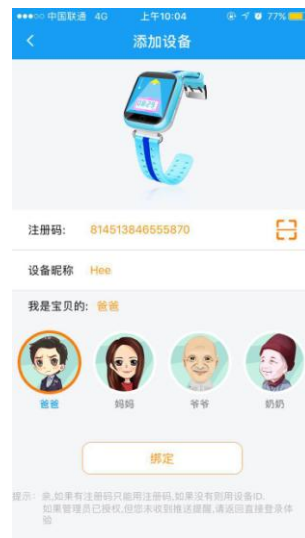 中国联通 4G 上午10:04 77%
添加设备
08:21
注册码: 814513846555870
设备昵称 Hee
我是宝贝的: 爸爸
爸爸 妈妈 爷爷 奶奶
绑定
提示: 亲,如果有注册码只能用注册码,如果没有则用设备ID.
如果管理员已授权,但您未收到推送提醒,请返回直接登录体
验